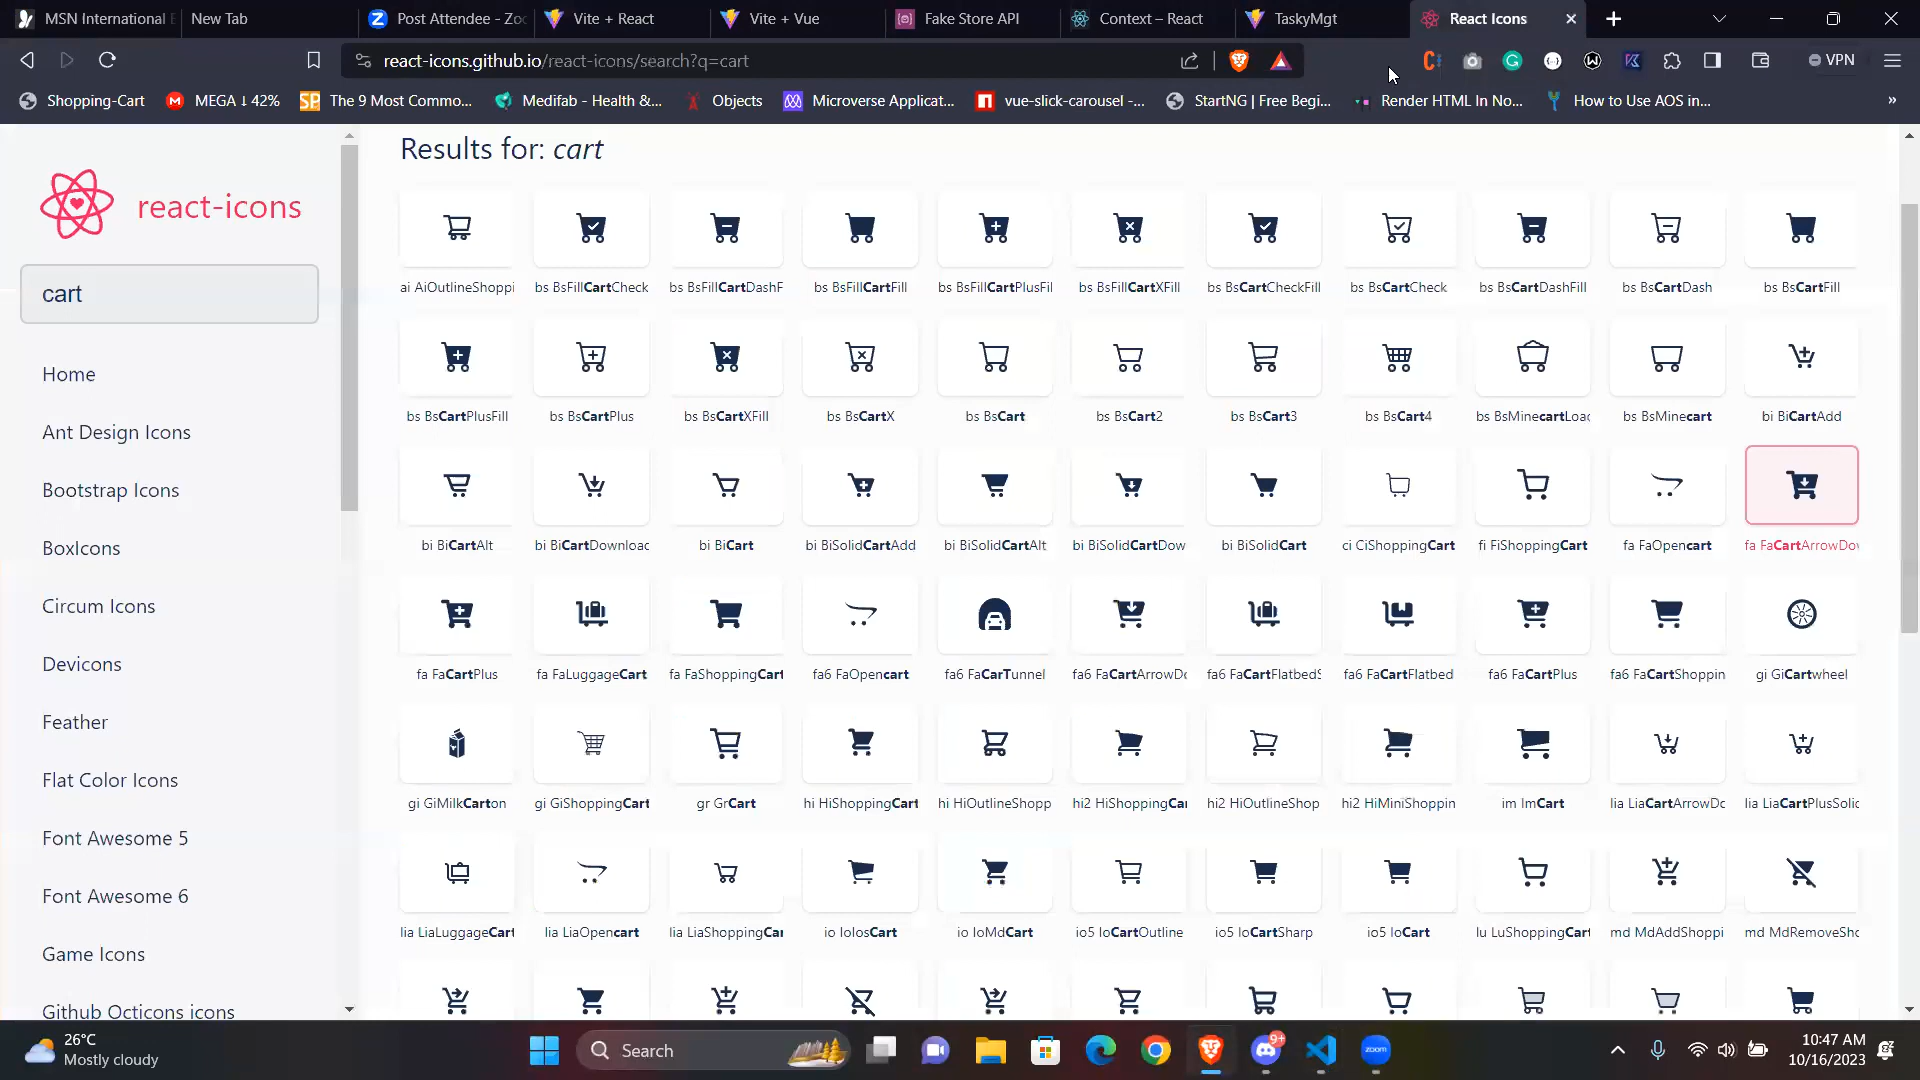 MSN International E
New Tab
Post Attendee - Zoo
Vite + React
Vite + Vue
Fake Store API
Context – React
TaskyMgt
React Icons
react-icons.github.io/react-icons/search?q=cart
VPN
Shopping-Cart
MEGA ↓ 42%
The 9 Most Commo...
Medifab - Health &...
Objects
Microverse Applicat...
vue-slick-carousel -...
StartNG | Free Begi...
Render HTML In No...
How to Use AOS in...
»
react-icons
cart
Home
Ant Design Icons
Bootstrap Icons
BoxIcons
Circum Icons
Devicons
Feather
Flat Color Icons
Font Awesome 5
Font Awesome 6
Game Icons
Github Octicons icons
Results for: cart
ai AiOutlineShoppi
bs BsFillCartCheck
bs BsFillCartDashF
bs BsFillCartFill
bs BsFillCartPlusFil
bs BsFillCartXFill
bs BsCartCheckFill
bs BsCartCheck
bs BsCartDashFill
bs BsCartDash
bs BsCartFill
bs BsCartPlusFill
bs BsCartPlus
bs BsCartXFill
bs BsCartX
bs BsCart
bs BsCart2
bs BsCart3
bs BsCart4
bs BsMinecartLoad
bs BsMinecart
bi BiCartAdd
bi BiCartAlt
bi BiCartDownload
bi BiCart
bi BiSolidCartAdd
bi BiSolidCartAlt
bi BiSolidCartDow
bi BiSolidCart
ci CiShoppingCart
fi FiShoppingCart
fa FaOpencart
fa FaCartArrowDow
fa FaCartPlus
fa FaLuggageCart
fa FaShoppingCart
fa6 FaOpencart
fa6 FaCarTunnel
fa6 FaCartArrowDo
fa6 FaCartFlatbedS
fa6 FaCartFlatbed
fa6 FaCartPlus
fa6 FaCartShoppin
gi GiCartwheel
gi GiMilkCarton
gi GiShoppingCart
gr GrCart
hi HiShoppingCart
hi HiOutlineShopp
hi2 HiShoppingCar
hi2 HiOutlineShop
hi2 HiMiniShoppin
im ImCart
lia LiaCartArrowDo
lia LiaCartPlusSolid
lia LiaLuggageCart
lia LiaOpencart
lia LiaShoppingCar
io IoIosCart
io IoMdCart
io5 IoCartOutline
io5 IoCartSharp
io5 IoCart
lu LuShoppingCart
md MdAddShoppi
md MdRemoveSho
26°C
Mostly cloudy
Search
9+
zoom
10:47 AM
10/16/2023